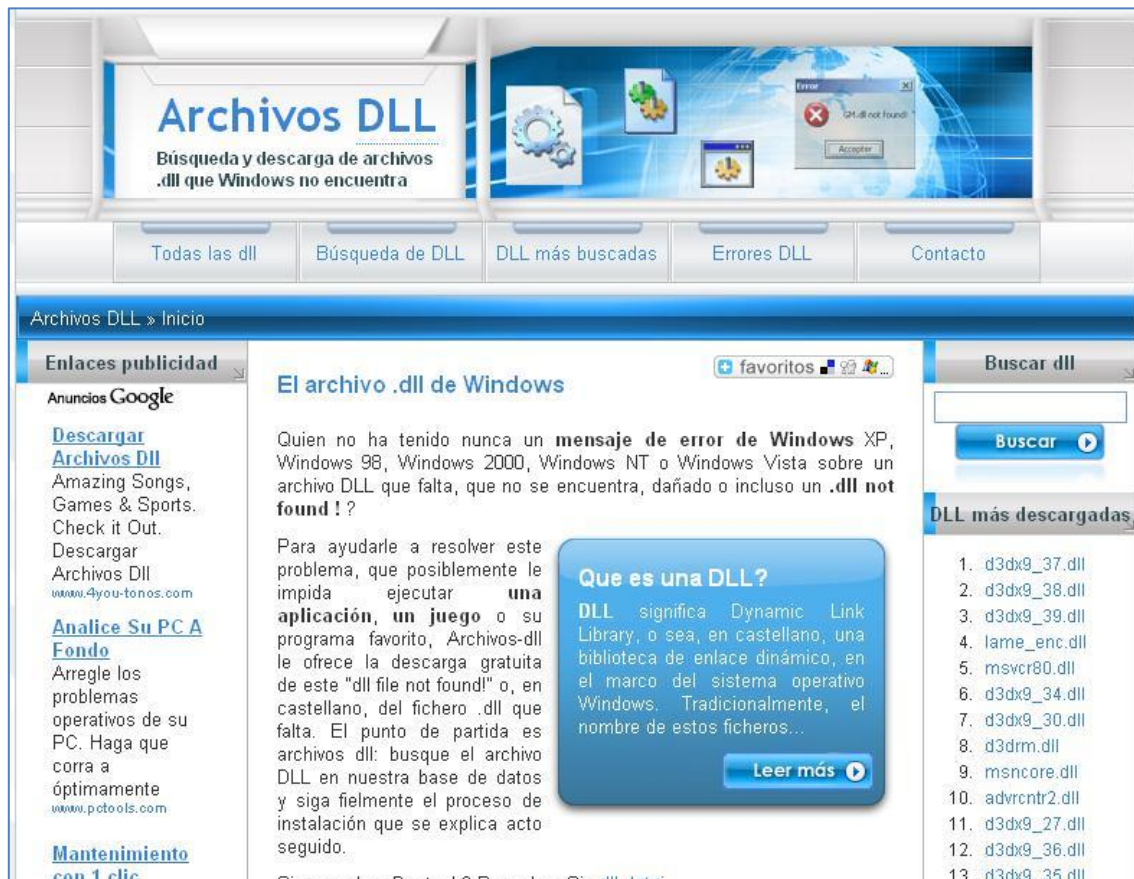 Archivos DLL
Búsqueda y descarga de archivos
.dll que Windows no encuentra
Error
not found!
Accepter
Todas las dll
Búsqueda de DLL
DLL más buscadas
Errores DLL
Contacto
Archivos DLL » Inicio
Enlaces publicidad
Anuncios Google
Descargar
Archivos Dll
Amazing Songs,
Games & Sports.
Check it Out.
Descargar
Archivos Dll
www.4you-tonos.com
Analice Su PC A
Fondo
Arregle los
problemas
operativos de su
PC. Haga que
corra a
óptimamente
www.pctools.com
Mantenimiento
con 1 clic
favoritos
El archivo .dll de Windows
Quien no ha tenido nunca un mensaje de error de Windows XP,
Windows 98, Windows 2000, Windows NT o Windows Vista sobre un
archivo DLL que falta, que no se encuentra, dañado o incluso un .dll not
found ! ?
Para ayudarle a resolver este
problema, que posiblemente le
impida ejecutar una
aplicación, un juego o su
programa favorito, Archivos-dll
le ofrece la descarga gratuita
de este "dll file not found!" o, en
castellano, del fichero .dll que
falta. El punto de partida es
archivos dll: busque el archivo
DLL en nuestra base de datos
y siga fielmente el proceso de
instalación que se explica acto
seguido.
Que es una DLL?
DLL significa Dynamic Link
Library, o sea, en castellano, una
biblioteca de enlace dinámico, en
el marco del sistema operativo
Windows. Tradicionalmente, el
nombre de estos ficheros...
Leer más
Buscar dll
Buscar
DLL más descargadas
1. d3dx9_37.dll
2. d3dx9_38.dll
3. d3dx9_39.dll
4. lame_enc.dll
5. msvcr80.dll
6. d3dx9_34.dll
7. d3dx9_30.dll
8. d3drm.dll
9. msncore.dll
10. advrcntr2.dll
11. d3dx9_27.dll
12. d3dx9_36.dll
13. d3dx9_35.dll